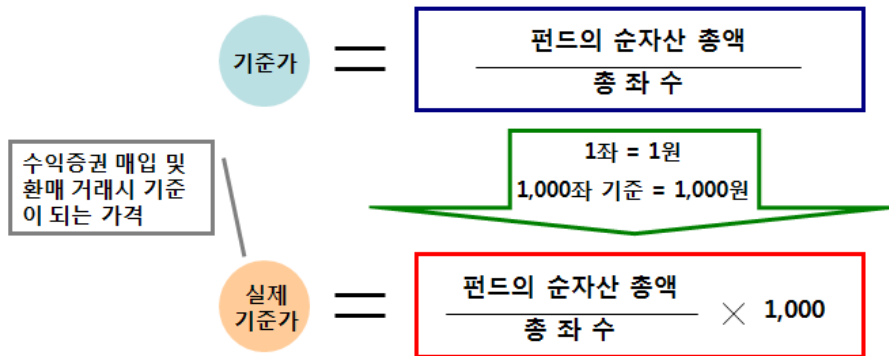 기준가
=
펀드의 순자산 총액
총 좌 수
수익증권 매입 및
환매 거래시 기준
이 되는 가격
1좌 = 1원
1,000좌 기준 = 1,000원
실제
기준가
=
펀드의 순자산 총액
총 좌 수
× 1,000